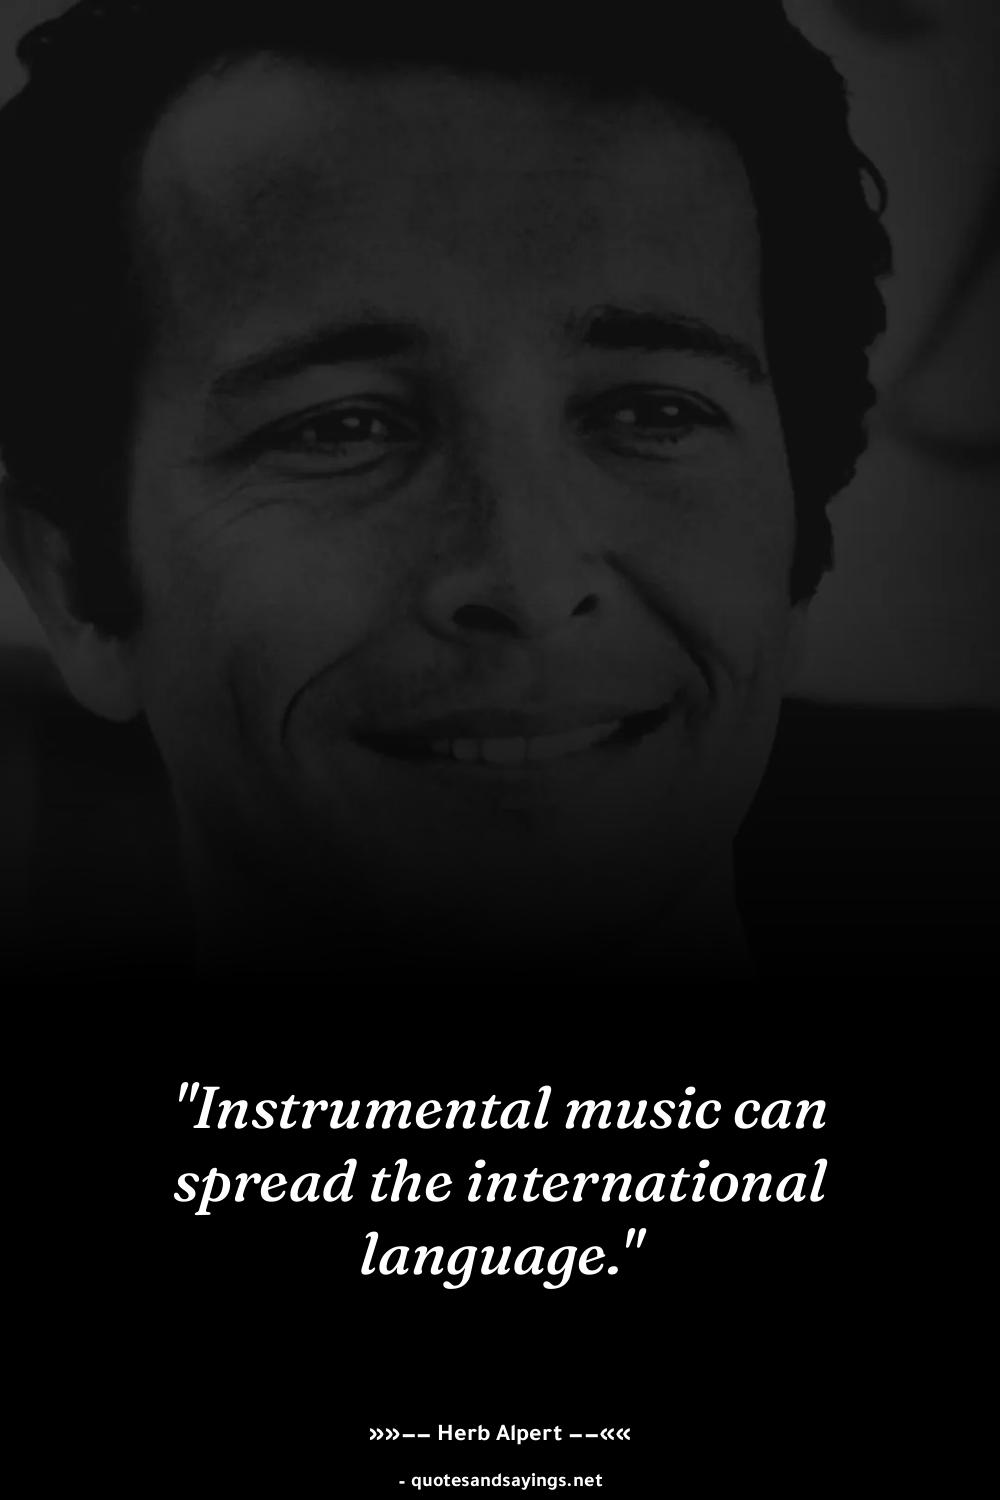 "Instrumental music can
spread the international
language."
»»–– Herb Alpert ––««
- quotesandsayings.net